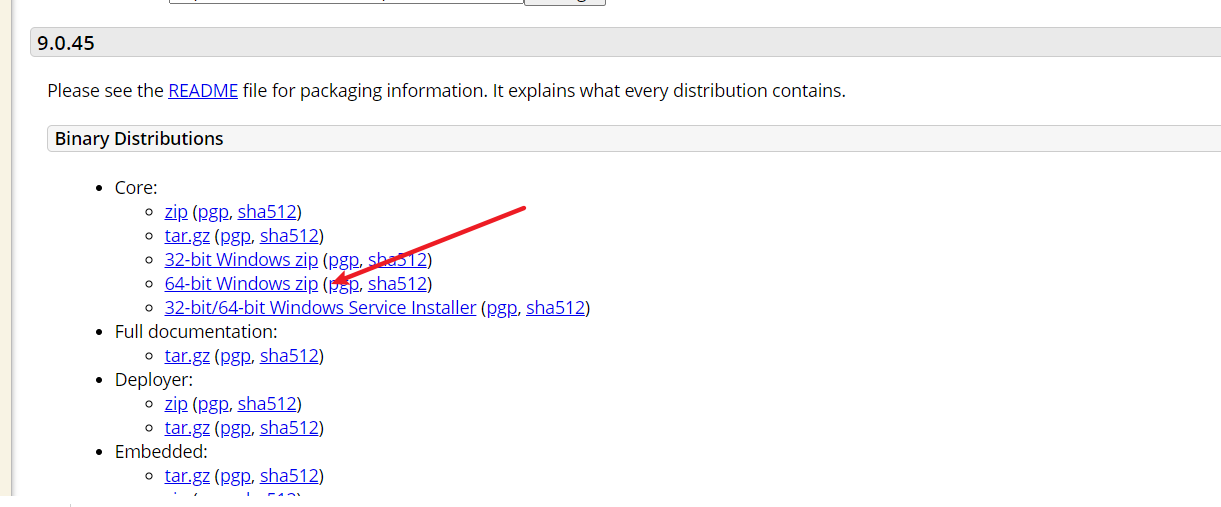 9.0.45
Please see the README file for packaging information. It explains what every distribution contains.
Binary Distributions
Core:
zip (pgp, sha512)
tar.gz (pgp, sha512)
32-bit Windows zip (pgp, sha512)
64-bit Windows zip (pgp, sha512)
32-bit/64-bit Windows Service Installer (pgp, sha512)
Full documentation:
tar.gz (pgp, sha512)
Deployer:
zip (pgp, sha512)
tar.gz (pgp, sha512)
Embedded:
tar.gz (pgp, sha512)